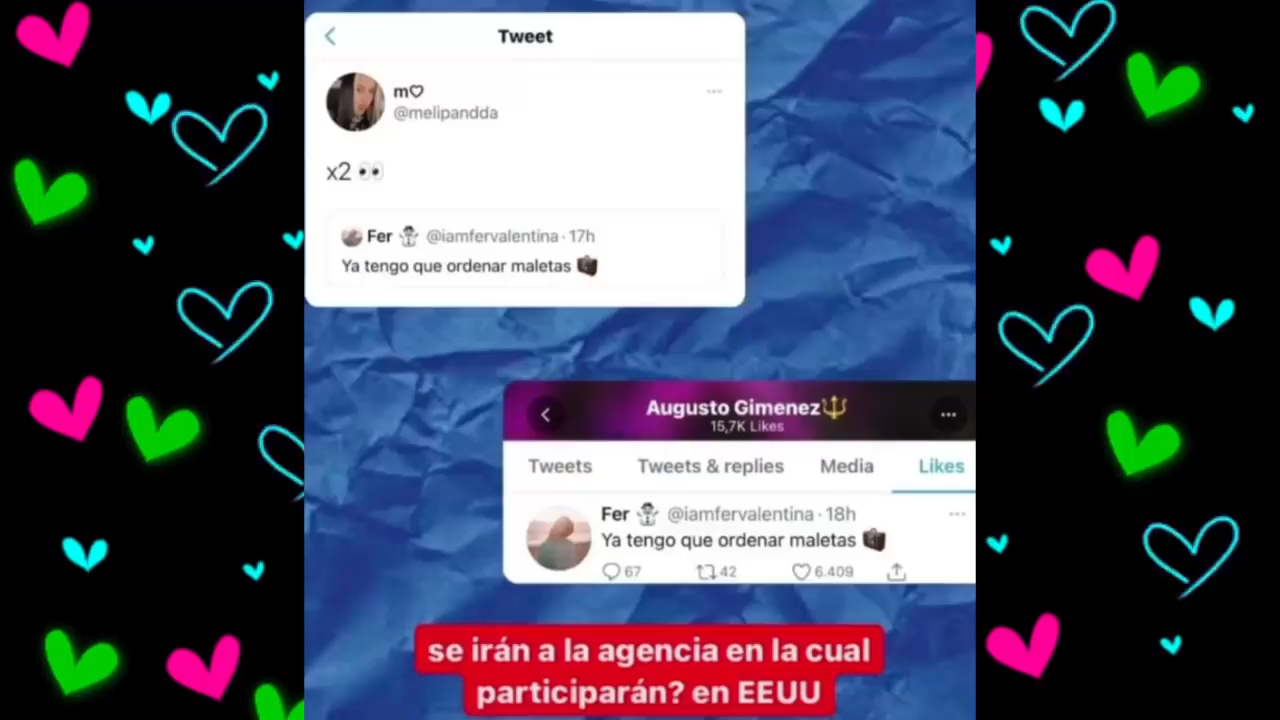 Tweet
m♡
@melipandda
x2 👀
Fer ☃ @iamfervalentina · 17h
Ya tengo que ordenar maletas 🧳
Augusto Gimenez🔱
15,7K Likes
Tweets Tweets & replies Media Likes
Fer ☃ @iamfervalentina · 18h
Ya tengo que ordenar maletas 🧳
67 42 6.409
se irán a la agencia en la cual
participarán? en EEUU